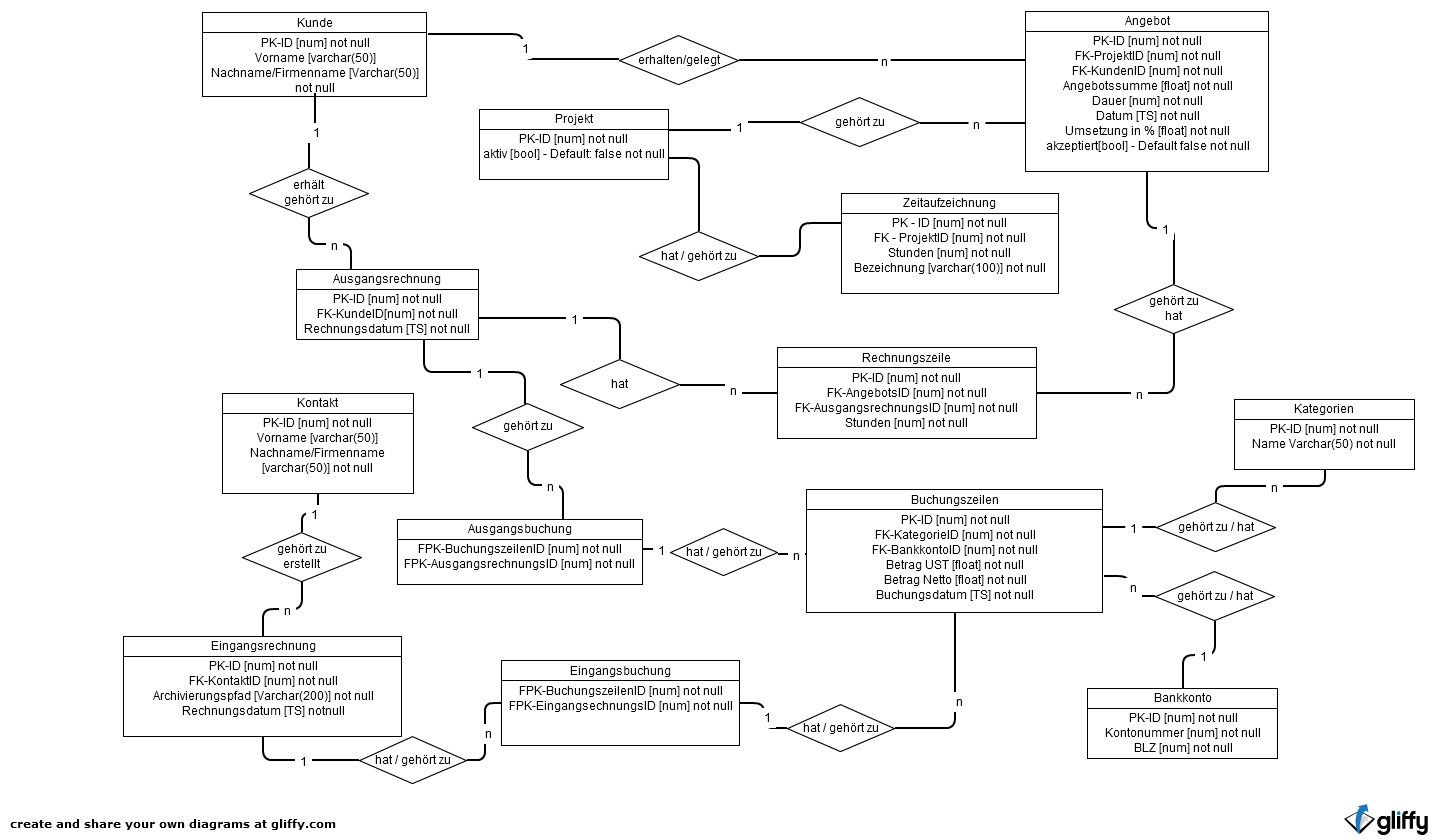 Kunde
PK-ID [num] not null
Vorname [varchar(50)]
Nachname/Firmenname [Varchar(50)]
not null
1
erhalten/gelegt
n
Angebot
PK-ID [num] not null
FK-ProjektID [num] not null
FK-KundenID [num] not null
Angebotssumme [float] not null
Dauer [num] not null
Datum [TS] not null
Umsetzung in % [float] not null
akzeptiert[bool] - Default false not null
Projekt
PK-ID [num] not null
aktiv [bool] - Default: false not null
1
gehört zu
n
1
erhält
gehört zu
n
hat / gehört zu
Zeitaufzeichnung
PK - ID [num] not null
FK - ProjektID [num] not null
Stunden [num] not null
Bezeichnung [varchar(100)] not null
1
gehört zu
hat
n
Ausgangsrechnung
PK-ID [num] not null
FK-KundeID[num] not null
Rechnungsdatum [TS] not null
1
hat
n
Rechnungszeile
PK-ID [num] not null
FK-AngebotsID [num] not null
FK-AusgangsrechnungsID [num] not null
Stunden [num] not null
1
gehört zu
n
Kontakt
PK-ID [num] not null
Vorname [varchar(50)]
Nachname/Firmenname
[varchar(50)] not null
Kategorien
PK-ID [num] not null
Name Varchar(50) not null
n
gehört zu / hat
1
1
gehört zu
erstellt
n
Ausgangsbuchung
FPK-BuchungszeilenID [num] not null
FPK-AusgangsrechnungsID [num] not null
1
hat / gehört zu
n
Buchungszeilen
PK-ID [num] not null
FK-KategorieID [num] not null
FK-BankkontoID [num] not null
Betrag UST [float] not null
Betrag Netto [float] not null
Buchungsdatum [TS] not null
n
gehört zu / hat
1
Eingangsrechnung
PK-ID [num] not null
FK-KontaktID [num] not null
Archivierungspfad [Varchar(200)] not null
Rechnungsdatum [TS] notnull
1
hat / gehört zu
n
Eingangsbuchung
FPK-BuchungszeilenID [num] not null
FPK-EingangsechnungsID [num] not null
1
hat / gehört zu
n
Bankkonto
PK-ID [num] not null
Kontonummer [num] not null
BLZ [num] not null
create and share your own diagrams at gliffy.com
gliffy